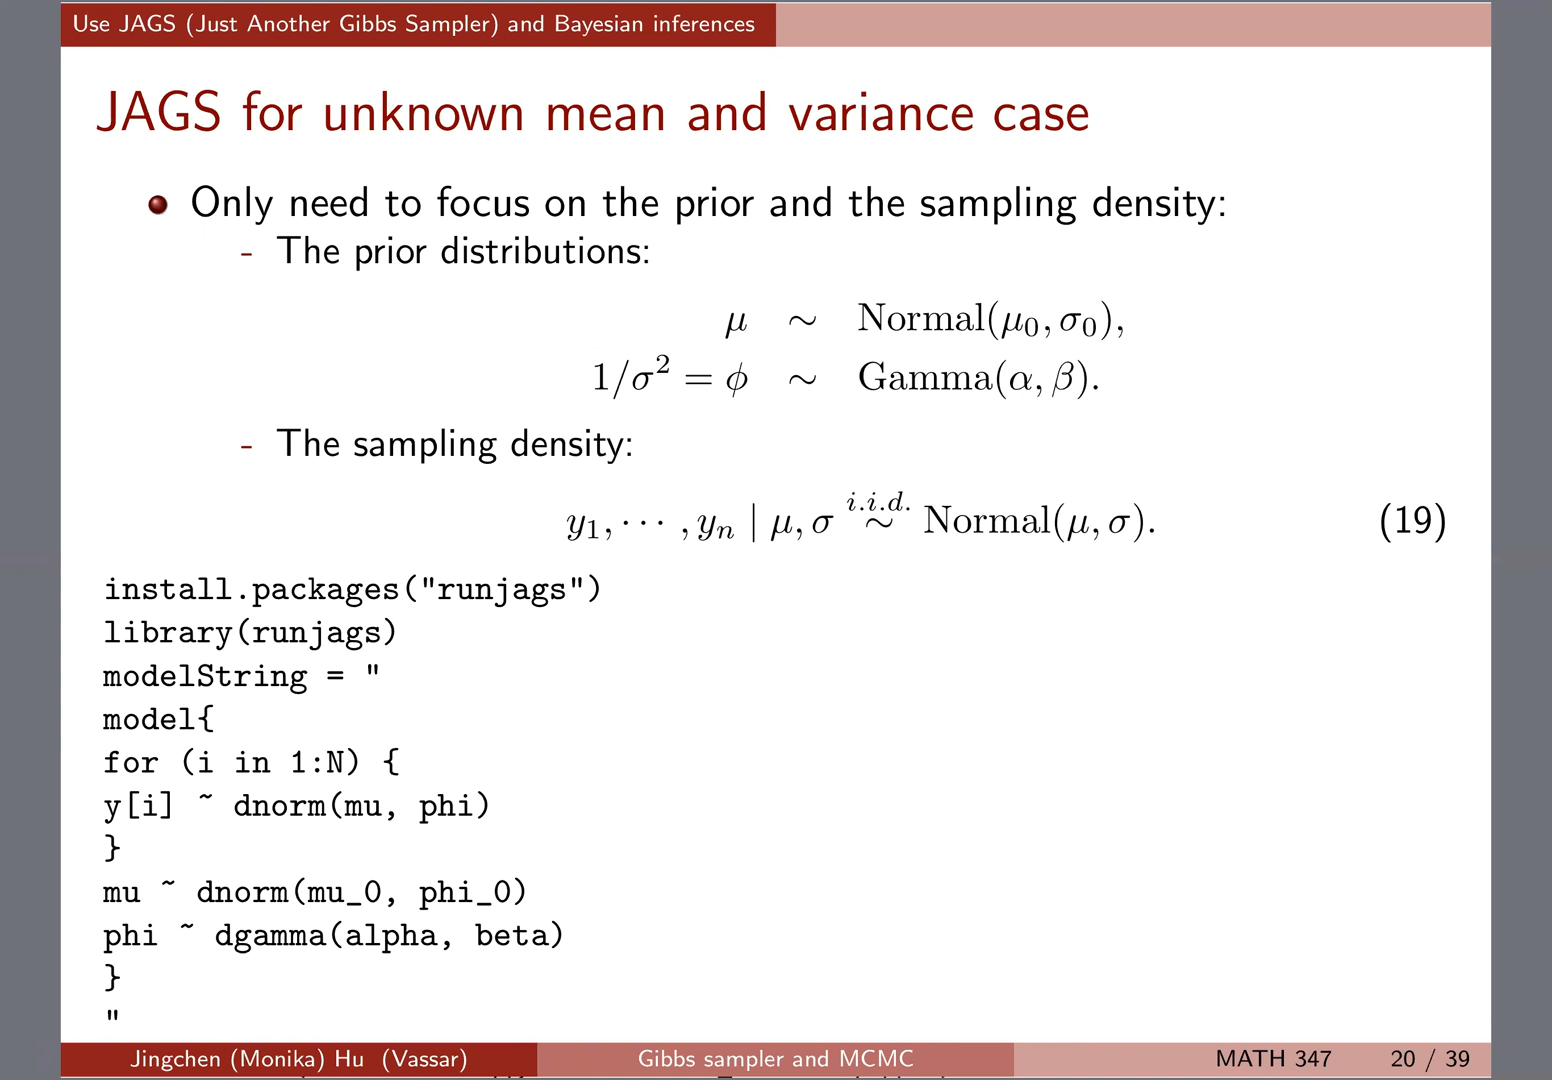 Use JAGS (Just Another Gibbs Sampler) and Bayesian inferences
JAGS for unknown mean and variance case
Only need to focus on the prior and the sampling density:
- The prior distributions:
μ ∼ Normal(μ₀, σ₀),
1/σ² = ϕ ∼ Gamma(α, β).
- The sampling density:
y₁, ⋯ , yₙ | μ, σ i.i.d. ∼ Normal(μ, σ). (19)
install.packages("runjags")
library(runjags)
modelString = "
model{
for (i in 1:N) {
y[i] ~ dnorm(mu, phi)
}
mu ~ dnorm(mu_0, phi_0)
phi ~ dgamma(alpha, beta)
}
"
Jingchen (Monika) Hu (Vassar) Gibbs sampler and MCMC MATH 347 20 / 39